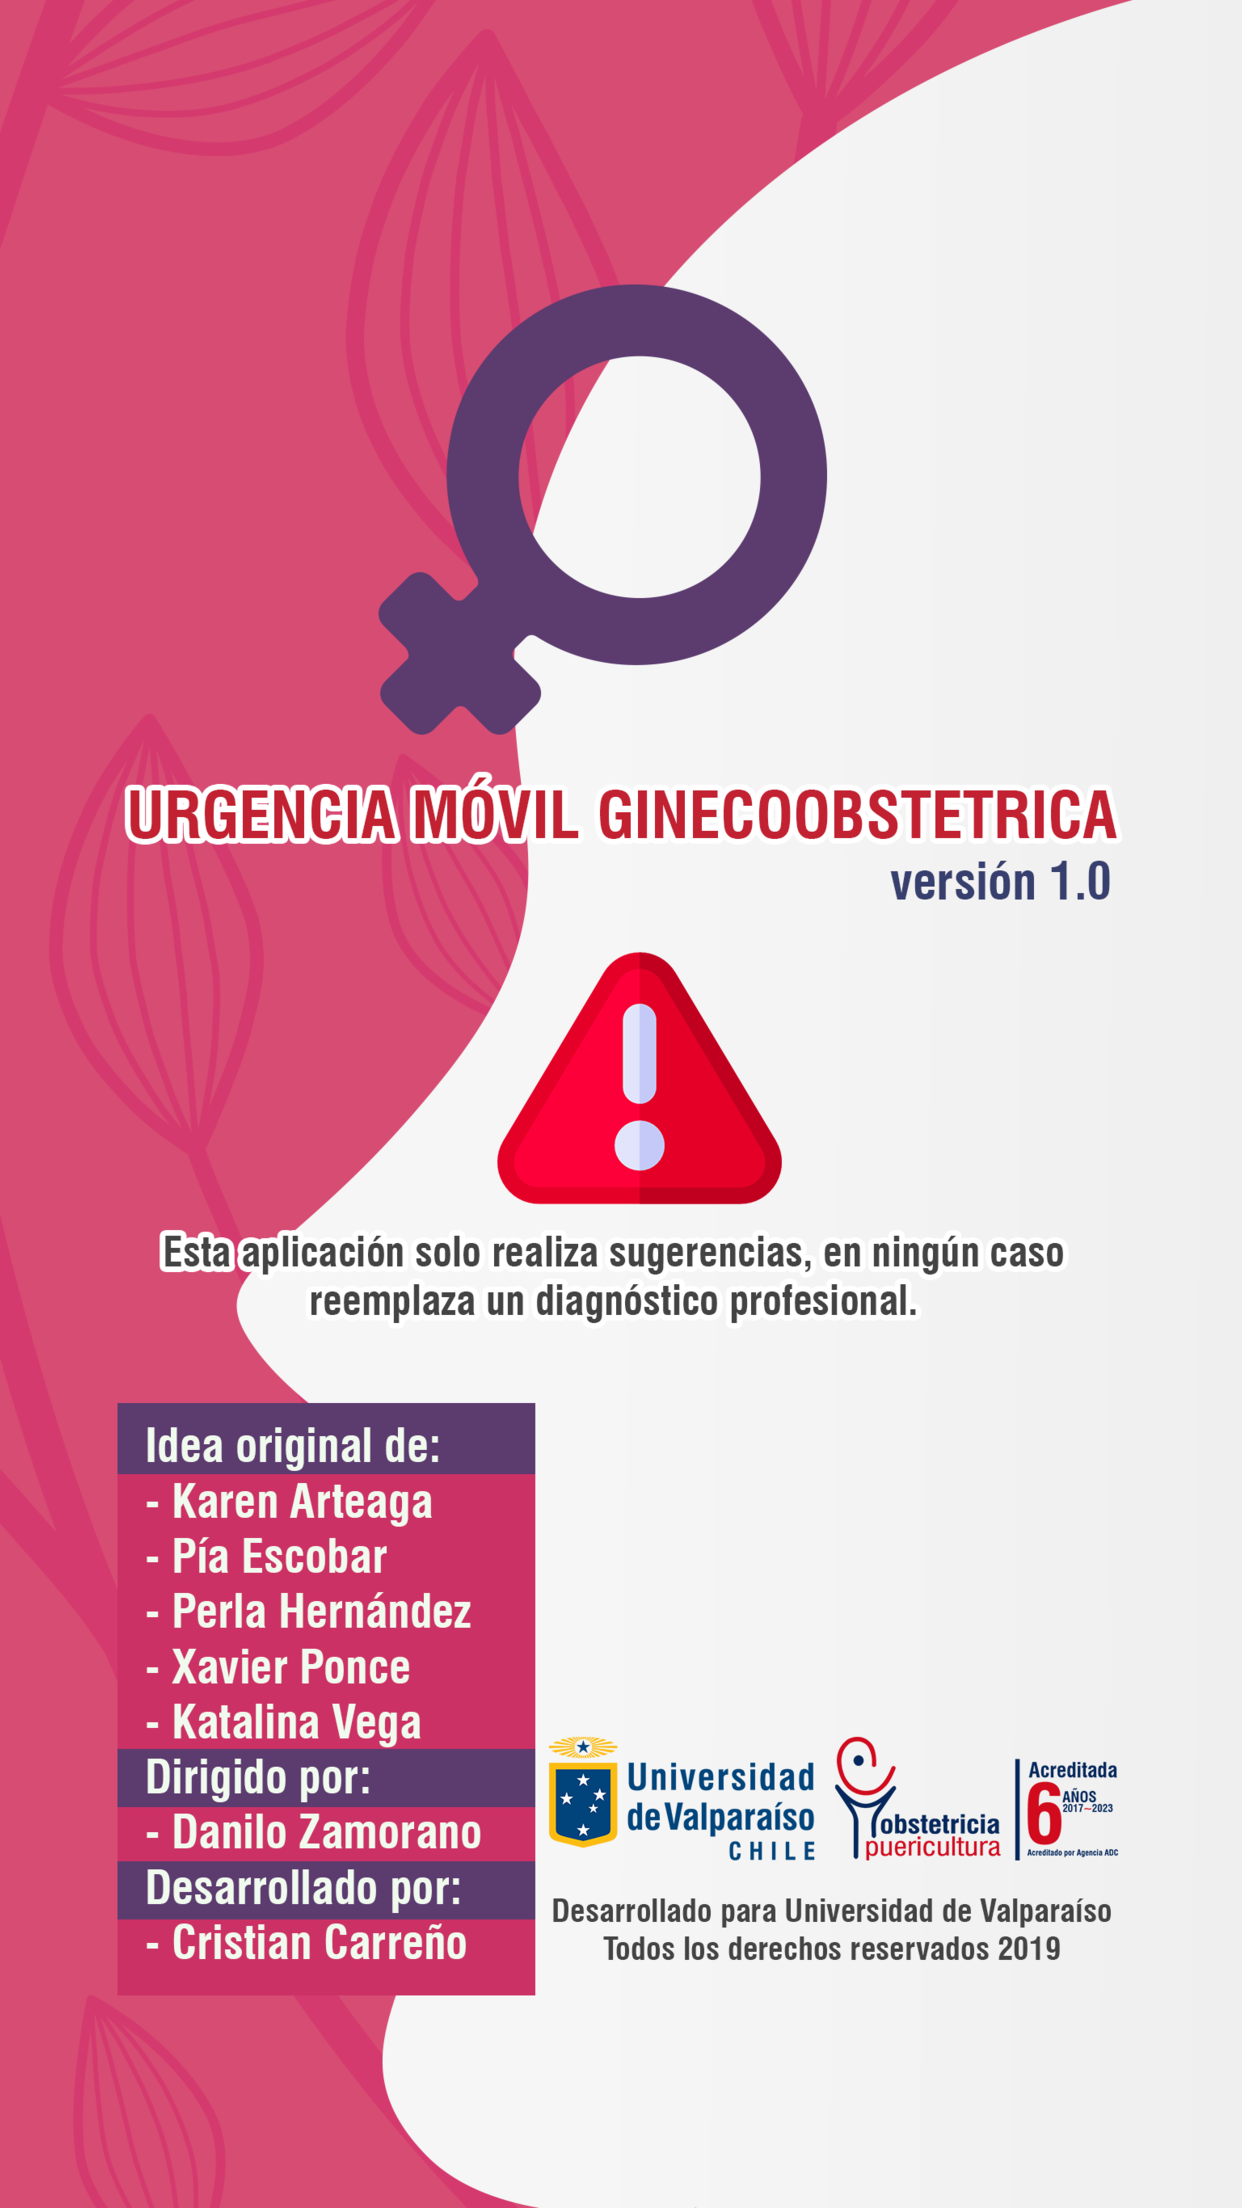 URGENCIA MÓVIL GINECOOBSTETRICA
versión 1.0
Esta aplicación solo realiza sugerencias, en ningún caso
reemplaza un diagnóstico profesional.
Idea original de:
- Karen Arteaga
- Pía Escobar
- Perla Hernández
- Xavier Ponce
- Katalina Vega
Dirigido por:
- Danilo Zamorano
Desarrollado por:
- Cristian Carreño
Universidad
de Valparaíso
CHILE
obstetricia
puericultura
Acreditada
6 AÑOS
2017~2023
Acreditado por Agencia ADC
Desarrollado para Universidad de Valparaíso
Todos los derechos reservados 2019